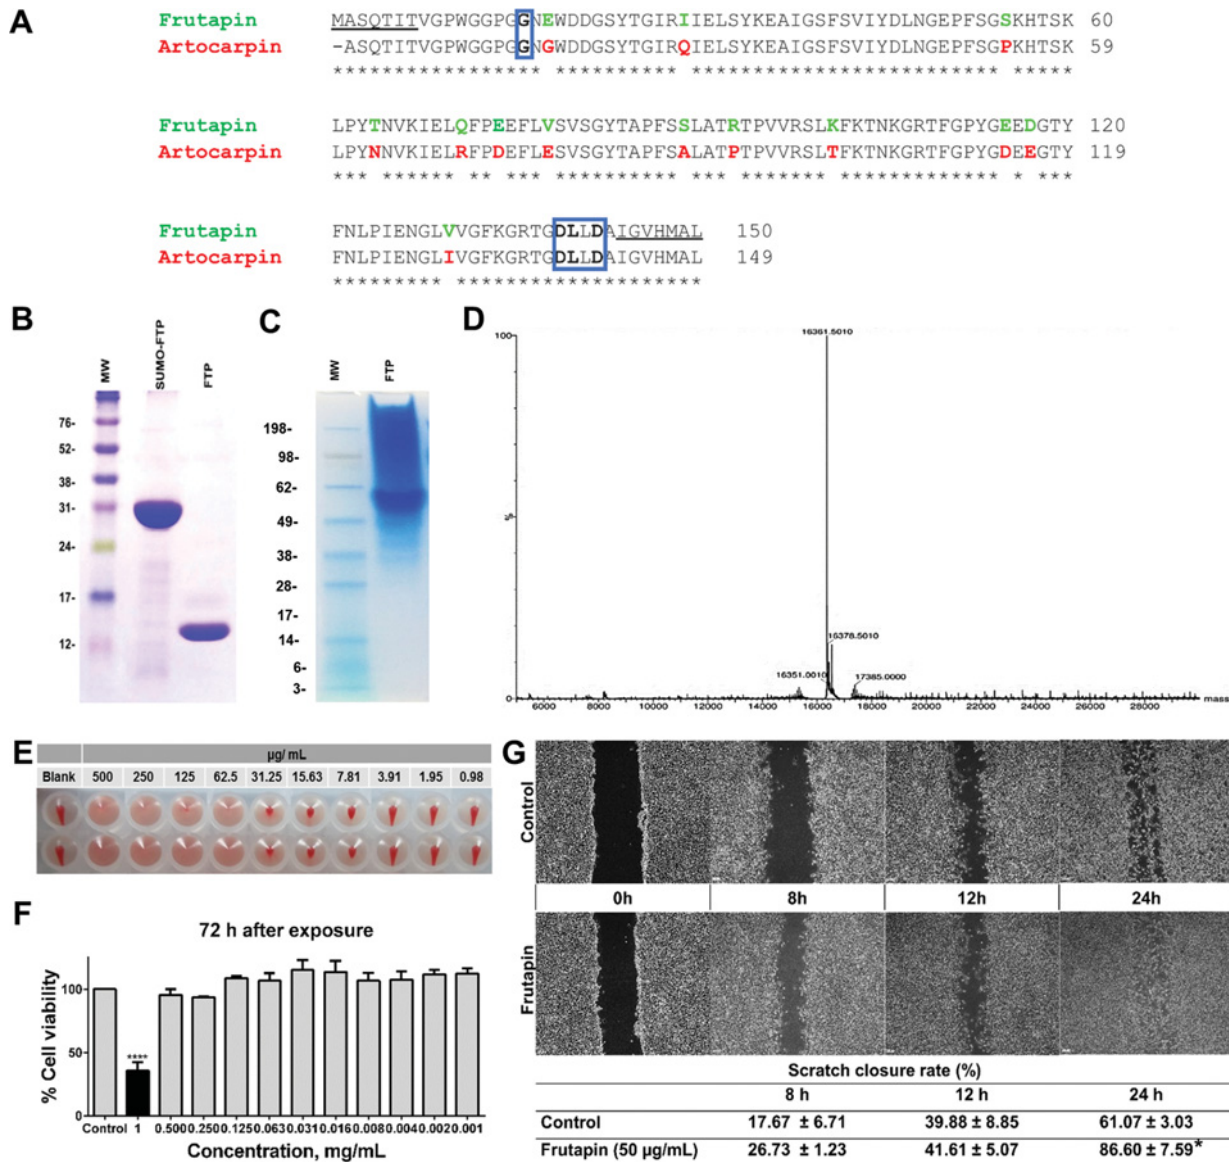 A
Frutapin MASQTITVGPWGGPGGNEWDDGSYTGIRIIELSYKEAIGSFSVIYDLNGEPFSGSKHTSK 60
Artocarpin -ASQTITVGPWGGPGGNGWDDGSYTGIRQIELSYKEAIGSFSVIYDLNGEPFSGPKHTSK 59
**************** ********** ************************* ******
Frutapin LPYTNVKIELQFPEEFLVSVSGYTAPFSSLATRTPVVRSLKFKTNKGRTFGPYGEEDGTY 120
Artocarpin LPYNNVKIELRFPDEFLESVSGYTAPFSALATPTPVVRSLTFKTNKGRTFGPYGDEEGTY 119
*** ****** ** *** ********** *** ******* ************* * ***
Frutapin FNLPIENGLVVGFKGRTGDLLDAIGVHMAL 150
Artocarpin FNLPIENGLIVGFKGRTGDLLDAIGVHMAL 149
********* ********************
B
MW SUMO-FTP FTP
76-
52-
38-
31-
24-
17-
12-
C
MW FTP
198-
98-
62-
49-
38-
28-
17-
14-
6-
3-
D
16361.5010
100
16378.5010
16351.0010 17385.0000
%
0
6000 8000 10000 12000 14000 16000 18000 20000 22000 24000 26000 28000
mass
E
µg/ mL
Blank 500 250 125 62.5 31.25 15.63 7.81 3.91 1.95 0.98
F
72 h after exposure
% Cell viability
100
50
0
****
Control 1 0.500 0.250 0.125 0.063 0.031 0.016 0.008 0.004 0.002 0.001
Concentration, mg/mL
G
Control
0h 8h 12h 24h
Frutapin
Scratch closure rate (%)
8 h 12 h 24 h
Control 17.67 ± 6.71 39.88 ± 8.85 61.07 ± 3.03
Frutapin (50 µg/mL) 26.73 ± 1.23 41.61 ± 5.07 86.60 ± 7.59*